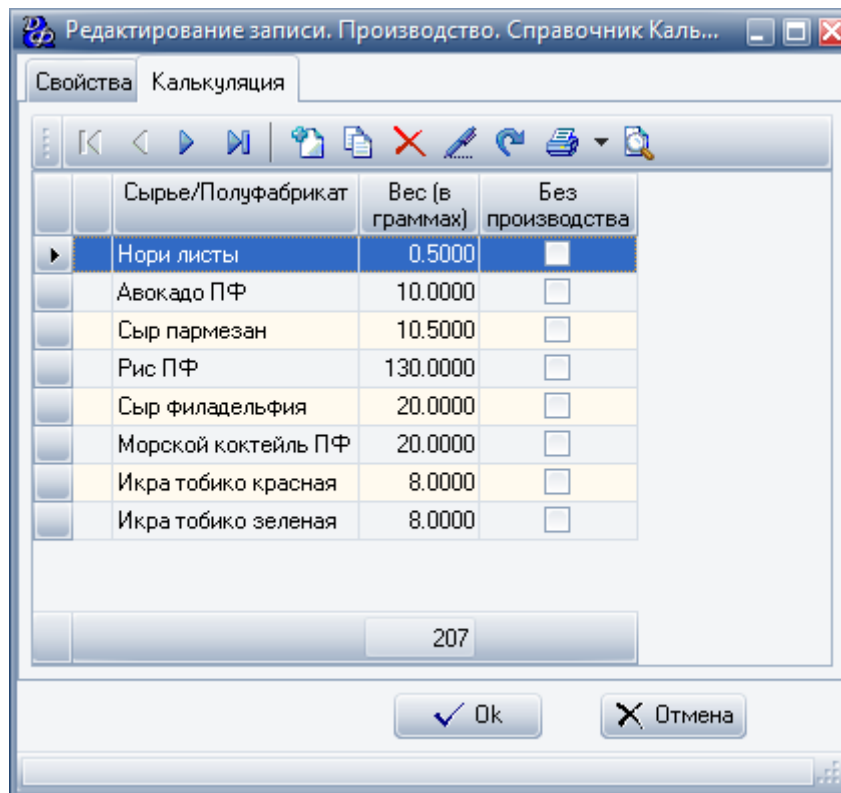 Редактирование записи. Производство. Справочник Каль...
Свойства Калькуляция
Сырье/Полуфабрикат Вес (в граммах) Без производства
Нори листы 0.5000
Авокадо ПФ 10.0000
Сыр пармезан 10.5000
Рис ПФ 130.0000
Сыр филадельфия 20.0000
Морской коктейль ПФ 20.0000
Икра тобико красная 8.0000
Икра тобико зеленая 8.0000
207
Ok Отмена